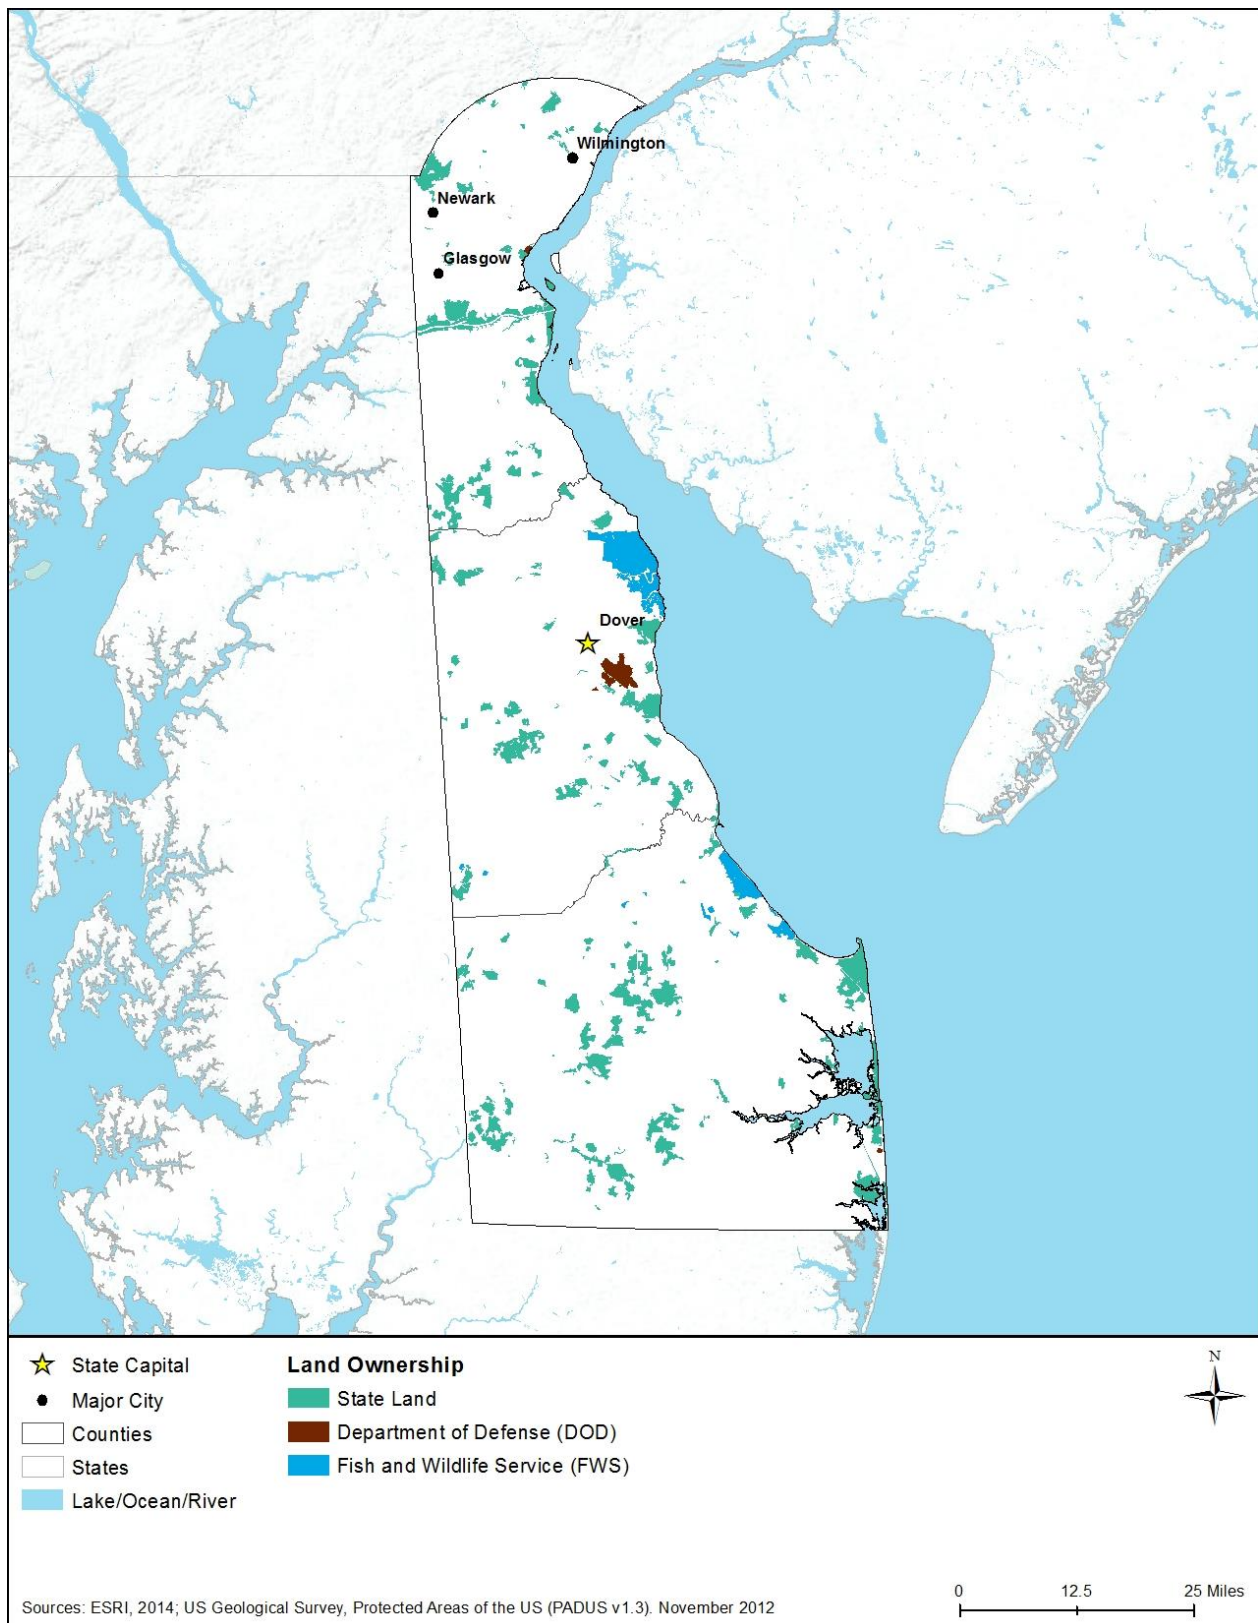 Wilmington
Newark
Glasgow
Dover
State Capital
Major City
Counties
States
Lake/Ocean/River
Land Ownership
State Land
Department of Defense (DOD)
Fish and Wildlife Service (FWS)
N
0 12.5 25 Miles
Sources: ESRI, 2014; US Geological Survey, Protected Areas of the US (PADUS v1.3). November 2012